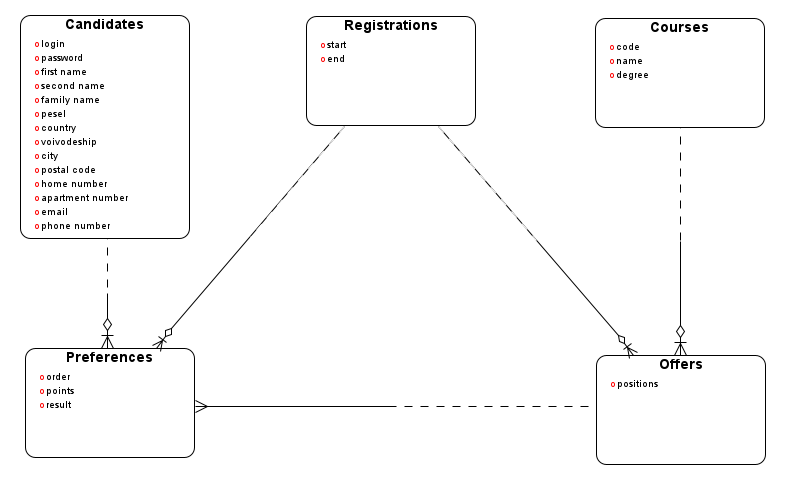 Candidates
login
password
first name
second name
family name
pesel
country
voivodeship
city
postal code
home number
apartment number
email
phone number
Registrations
start
end
Courses
code
name
degree
Preferences
order
points
result
Offers
positions